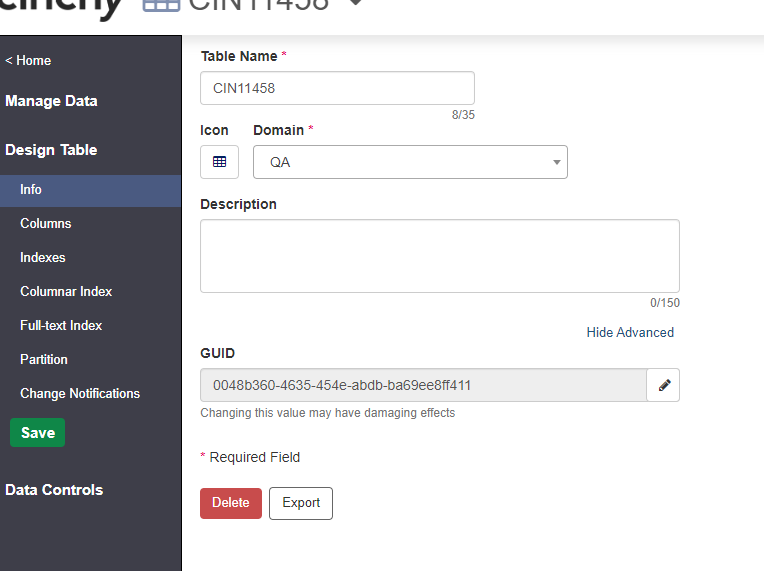 cinchy CIN11458
< Home
Manage Data
Design Table
Info
Columns
Indexes
Columnar Index
Full-text Index
Partition
Change Notifications
Save
Data Controls
Table Name *
CIN11458
8/35
Icon Domain *
QA
Description
0/150
Hide Advanced
GUID
0048b360-4635-454e-abdb-ba69ee8ff411
Changing this value may have damaging effects
* Required Field
Delete Export